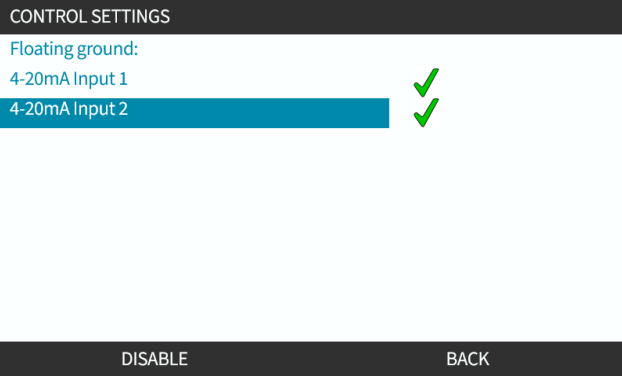 CONTROL SETTINGS
Floating ground:
4-20mA Input 1
4-20mA Input 2
DISABLE BACK